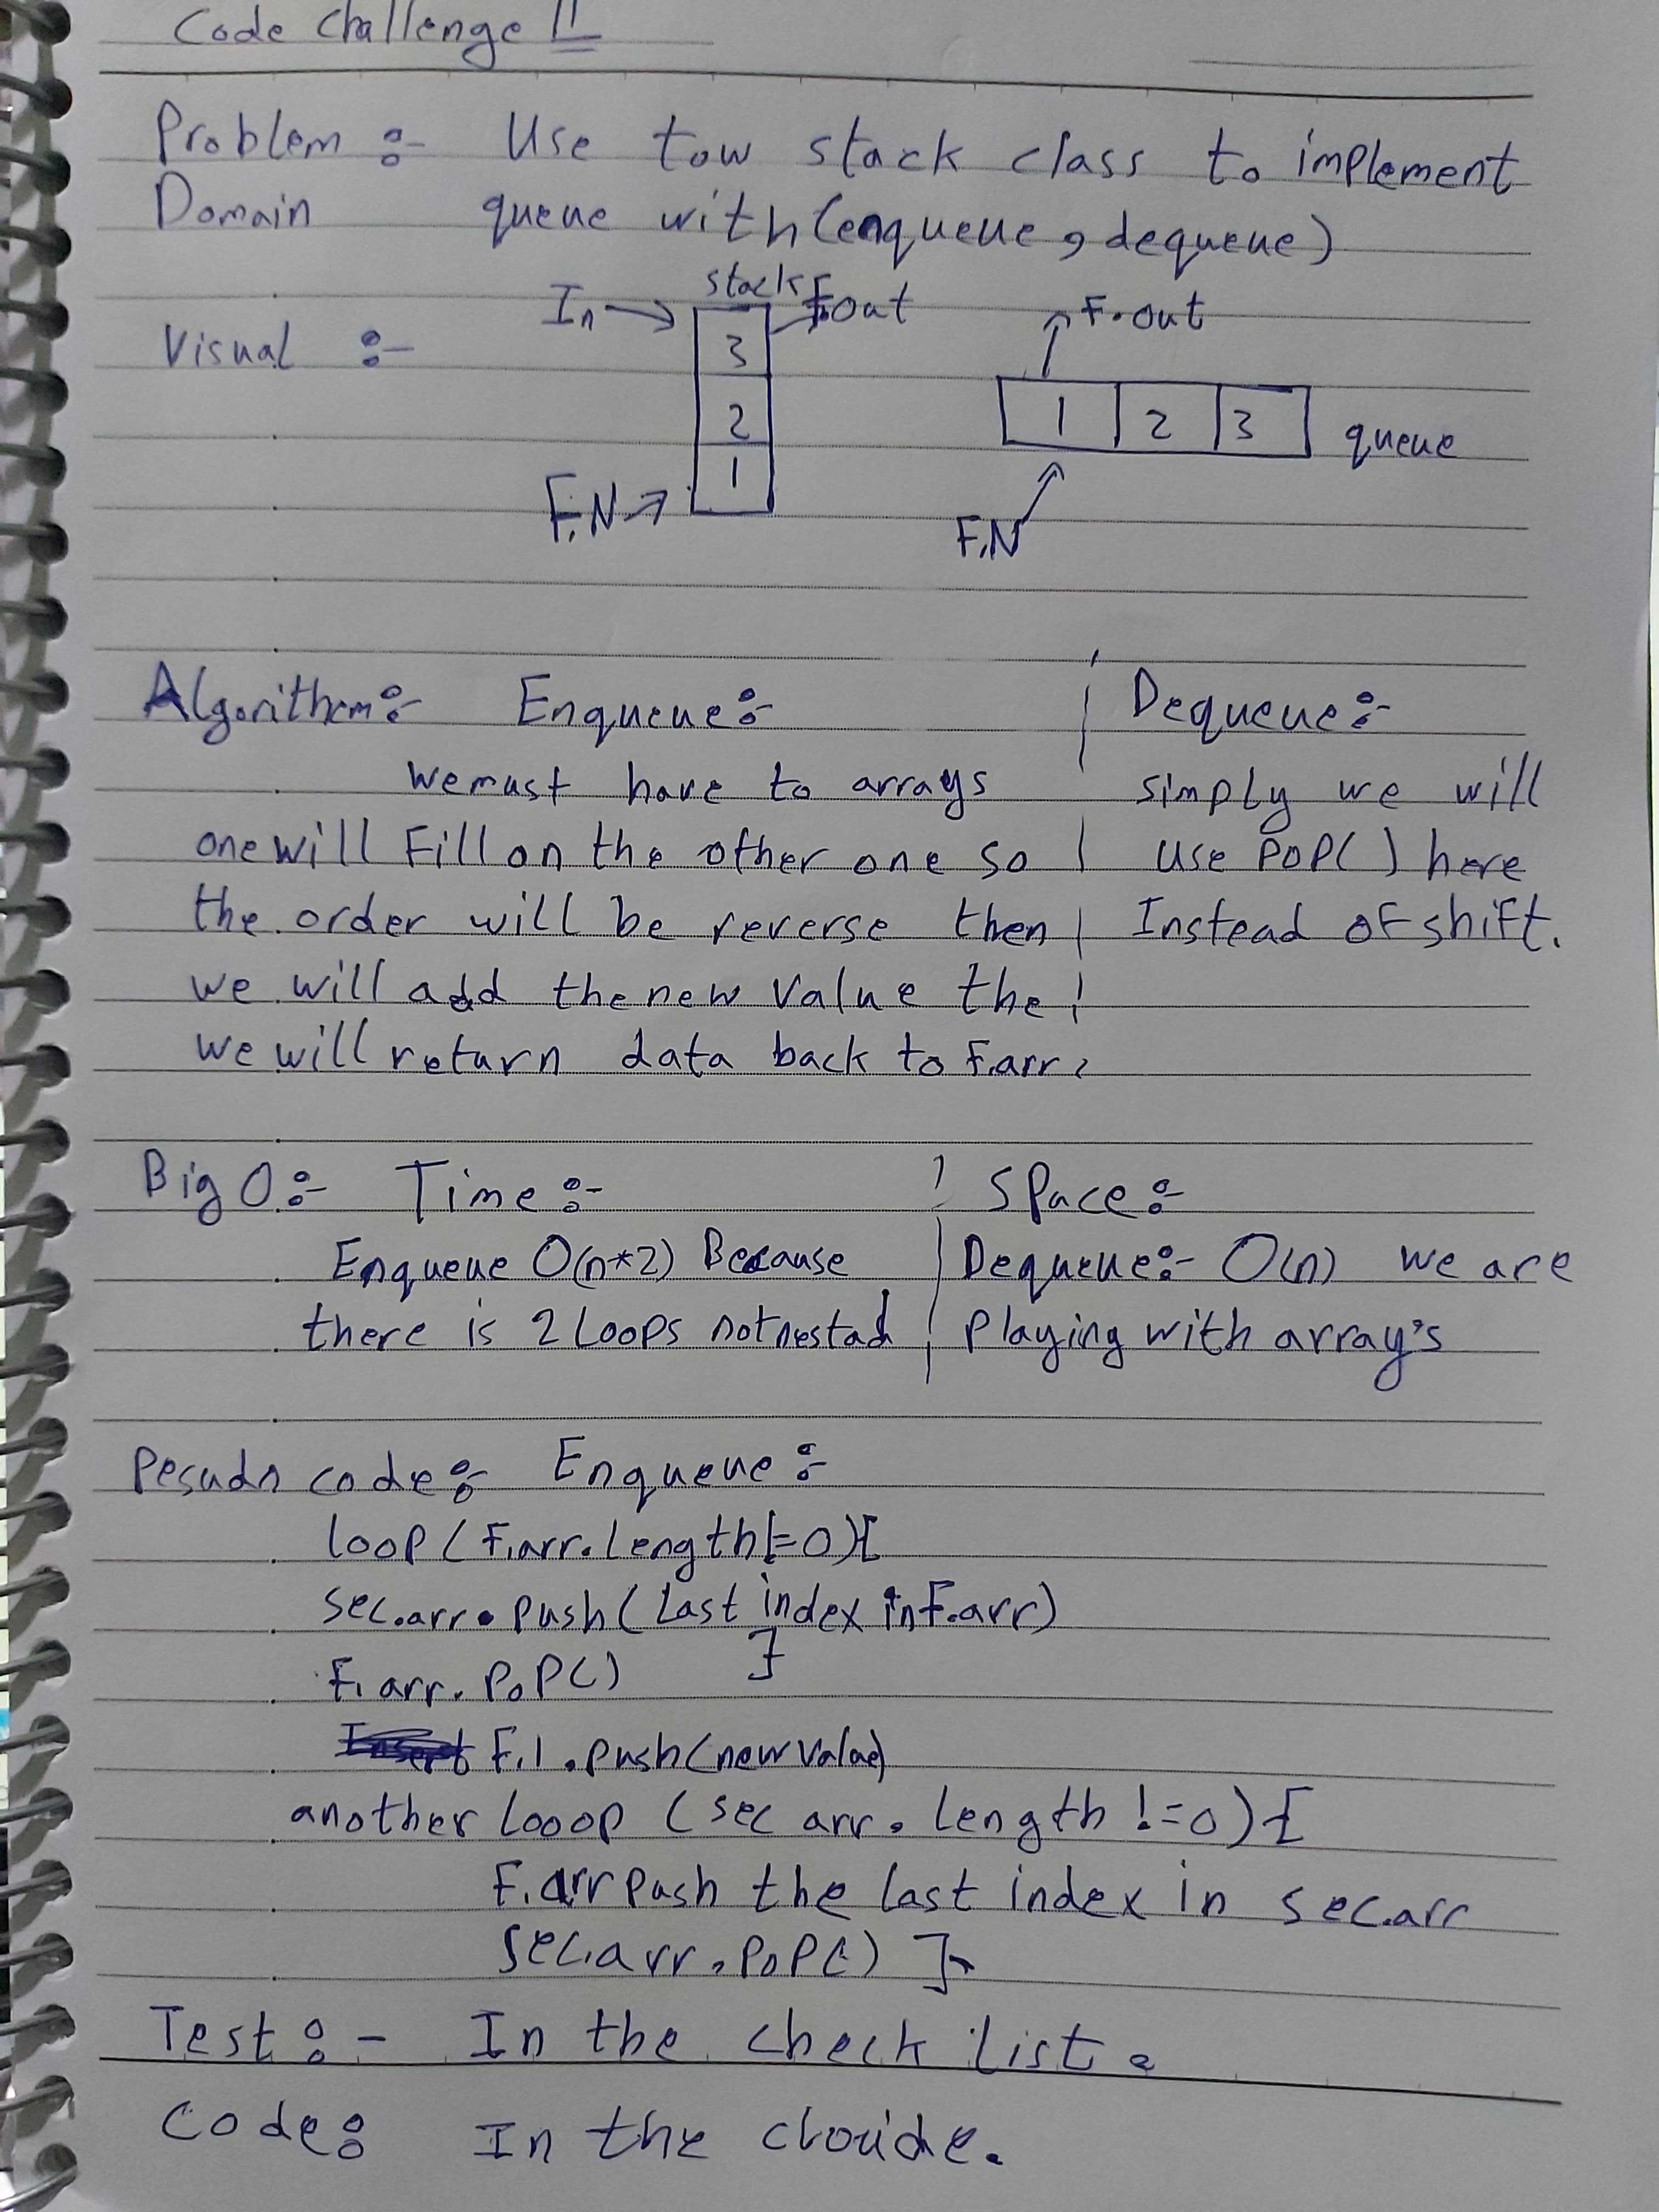 Code Challenge 11
Problem :- Use tow stack class to implement
Domain queue with (enqueue, dequeue)
Visual :-
In → stack F.out
3
2
1
F.N →
F.out
1 2 3 queue
F.N
Algorithem:- Enqueue:-
we must have to arrays
one will Fill on the other one so
the order will be reverse then
we will add the new value the
we will return data back to F.arr.
Dequeue:-
simply we will
use pop() here
Instead of shift.
Big O:- Time:-
Enqueue O(n*2) Because
there is 2 Loops not nestad
Space:-
Dequeue:- O(n) we are
Playing with array's
Pesudo code:- Enqueue:-
loop (F.arr.length != 0){
sec.arr.push(last index in F.arr)
F.arr.pop() }
F.1.push(new value)
another looop (sec arr. length != 0) {
F.arr push the last index in sec.arr
sec.arr.pop() }
Test:- In the check list.
Code: In the clouide.